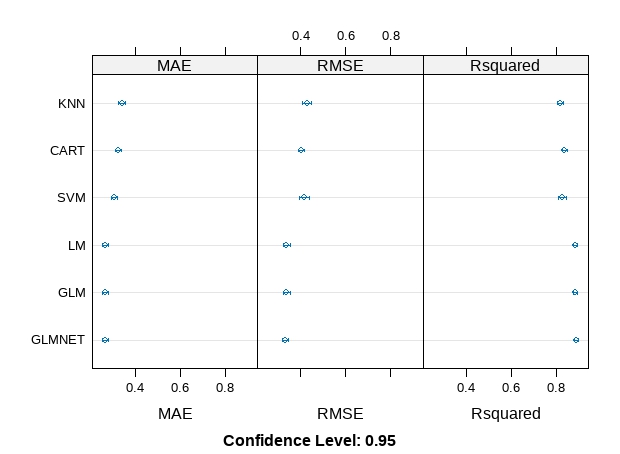 0.4 0.6 0.8
MAE RMSE Rsquared
KNN
CART
SVM
LM
GLM
GLMNET
0.4 0.6 0.8 0.4 0.6 0.8
MAE RMSE Rsquared
Confidence Level: 0.95